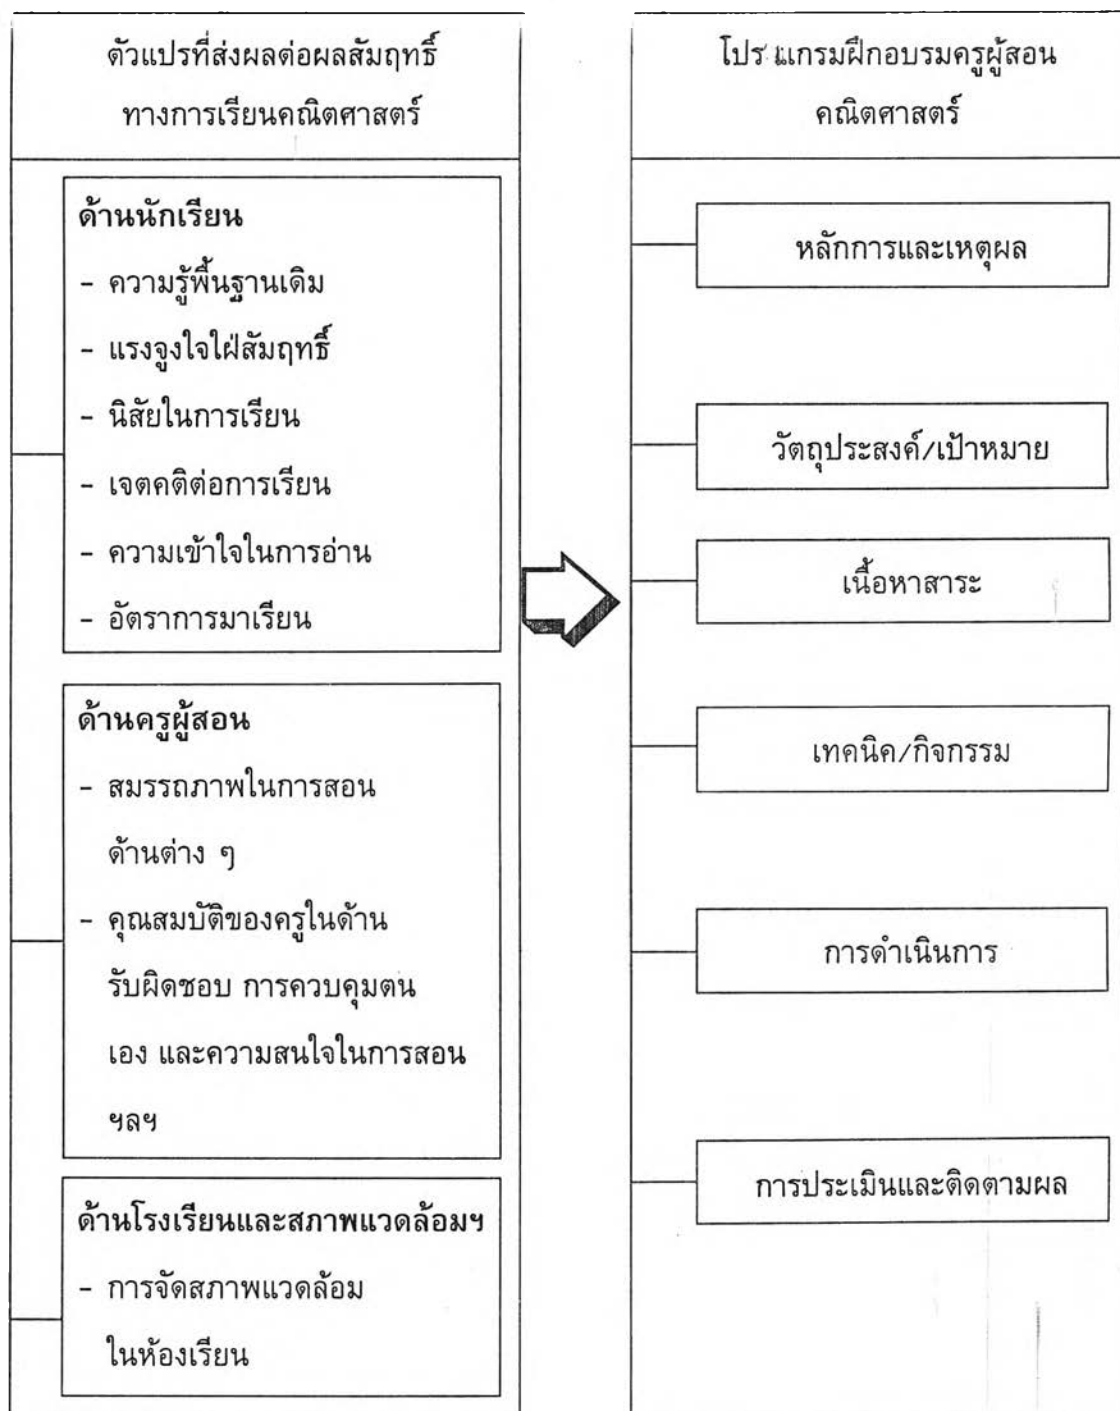 ตัวแปรที่ส่งผลต่อผลสัมฤทธิ์
ทางการเรียนคณิตศาสตร์
ด้านนักเรียน
- ความรู้พื้นฐานเดิม
- แรงจูงใจใฝ่สัมฤทธิ์
- นิสัยในการเรียน
- เจตคติต่อการเรียน
- ความเข้าใจในการอ่าน
- อัตราการมาเรียน
ด้านครูผู้สอน
- สมรรถภาพในการสอน
ด้านต่าง ๆ
- คุณสมบัติของครูในด้าน
รับผิดชอบ การควบคุมตน
เอง และความสนใจในการสอน
ฯลฯ
ด้านโรงเรียนและสภาพแวดล้อมฯ
- การจัดสภาพแวดล้อม
ในห้องเรียน
โปรแกรมฝึกอบรมครูผู้สอน
คณิตศาสตร์
หลักการและเหตุผล
วัตถุประสงค์/เป้าหมาย
เนื้อหาสาระ
เทคนิค/กิจกรรม
การดำเนินการ
การประเมินและติดตามผล